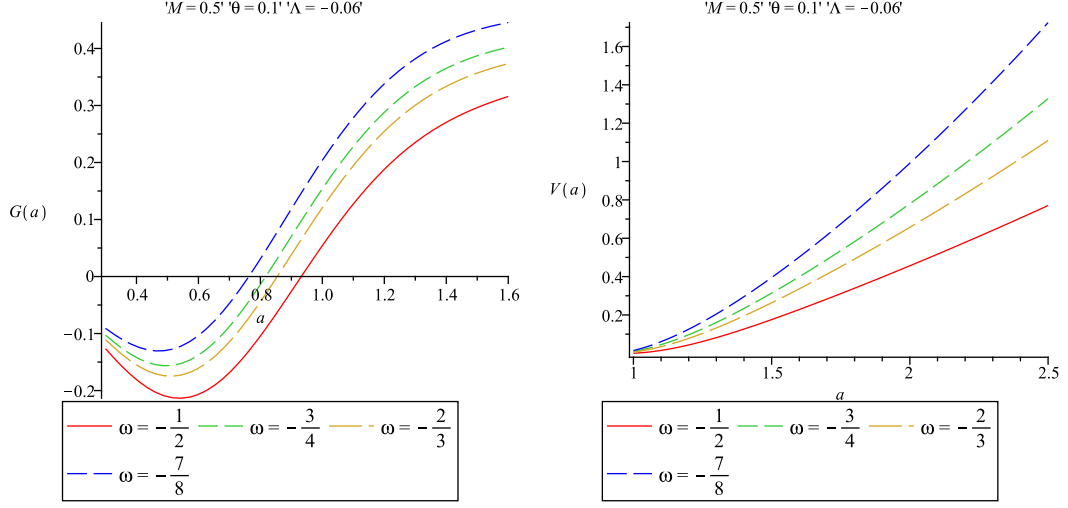 'M = 0.5' 'θ = 0.1' 'Λ = −0.06'
0.4
0.3
0.2
G(a)
0.1
0
0.4 0.6 0.8 1.0 1.2 1.4 1.6
a
−0.1
−0.2
ω = −1/2 ω = −3/4 ω = −2/3
ω = −7/8
'M = 0.5' 'θ = 0.1' 'Λ = −0.06'
1.6
1.4
1.2
1
V(a)
0.8
0.6
0.4
0.2
1 1.5 2 2.5
a
ω = −1/2 ω = −3/4 ω = −2/3
ω = −7/8